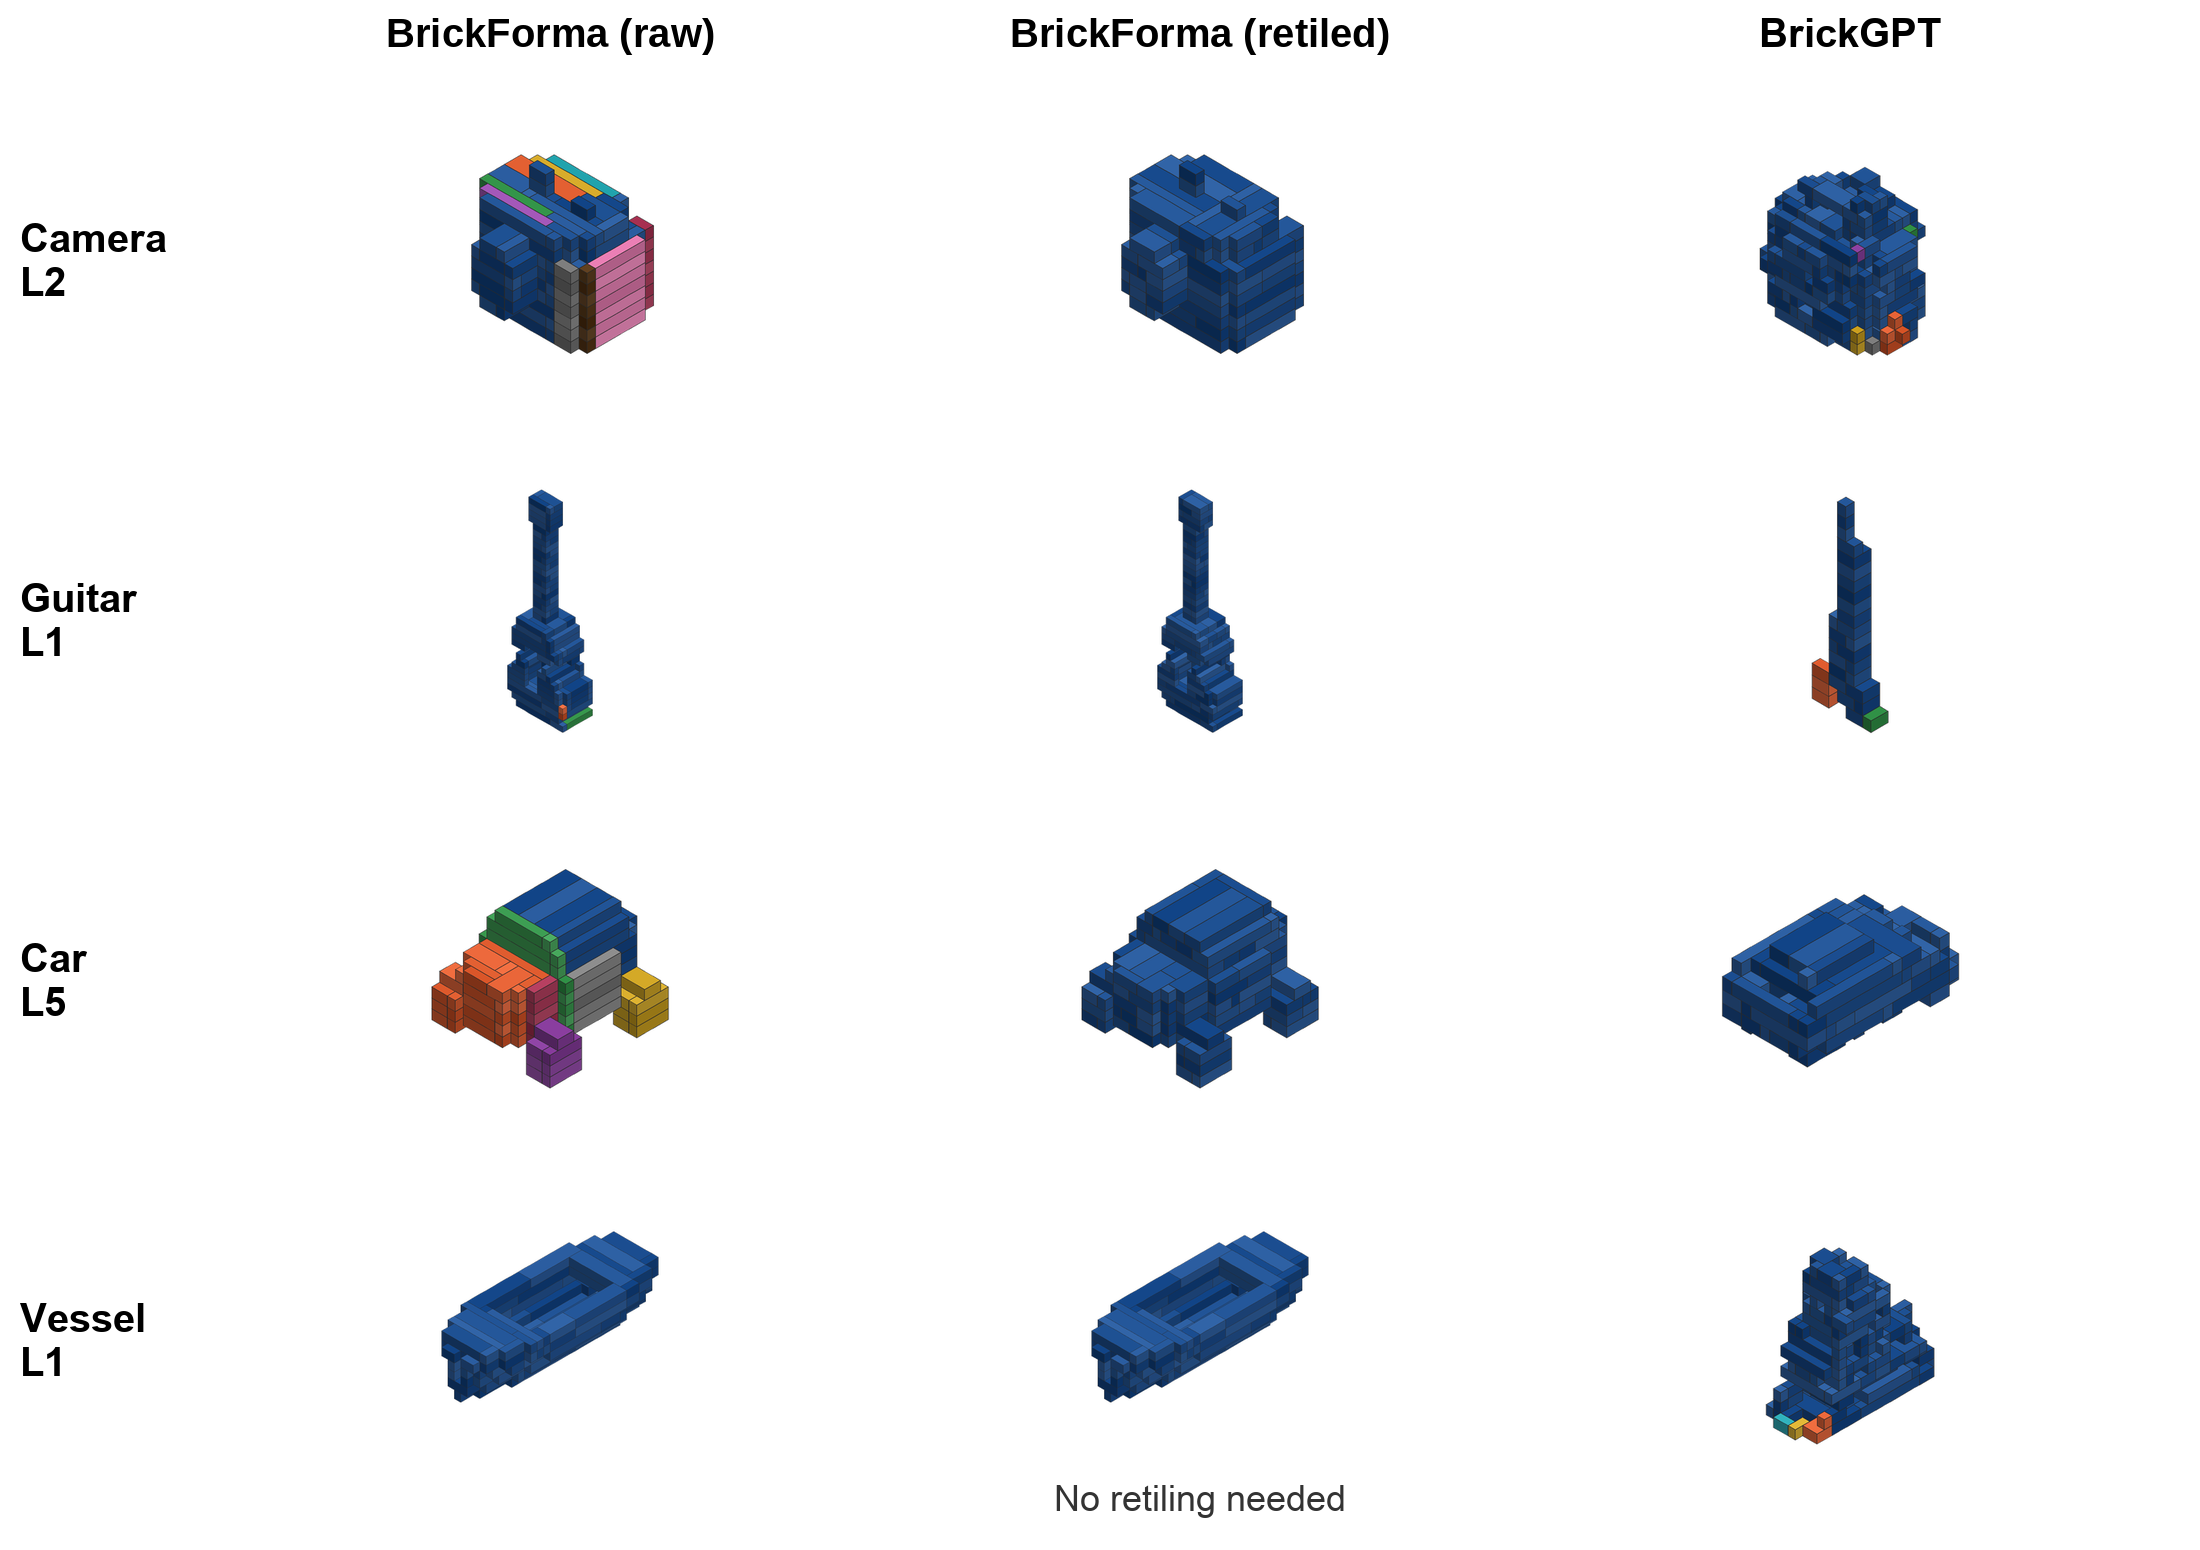 BrickForma (raw)
BrickForma (retiled)
BrickGPT
Camera
L2
Guitar
L1
Car
L5
Vessel
L1
No retiling needed